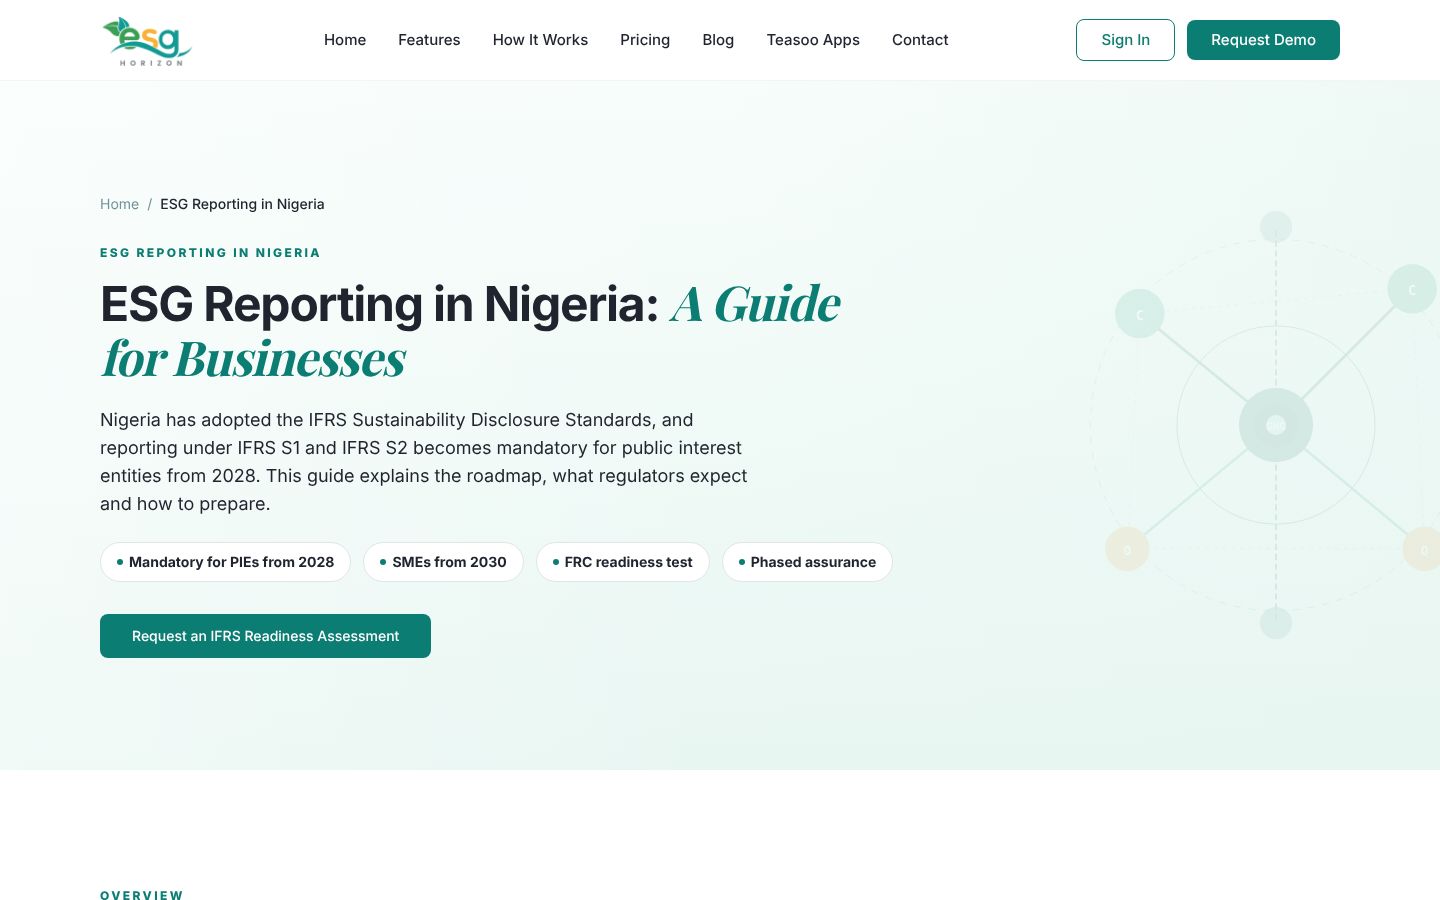 esg
HORIZON
Home
Features
How It Works
Pricing
Blog
Teasoo Apps
Contact
Sign In
Request Demo
Home / ESG Reporting in Nigeria
ESG REPORTING IN NIGERIA
ESG Reporting in Nigeria: A Guide
for Businesses
Nigeria has adopted the IFRS Sustainability Disclosure Standards, and
reporting under IFRS S1 and IFRS S2 becomes mandatory for public interest
entities from 2028. This guide explains the roadmap, what regulators expect
and how to prepare.
Mandatory for PIEs from 2028
SMEs from 2030
FRC readiness test
Phased assurance
Request an IFRS Readiness Assessment
C
C
0
0
OVERVIEW